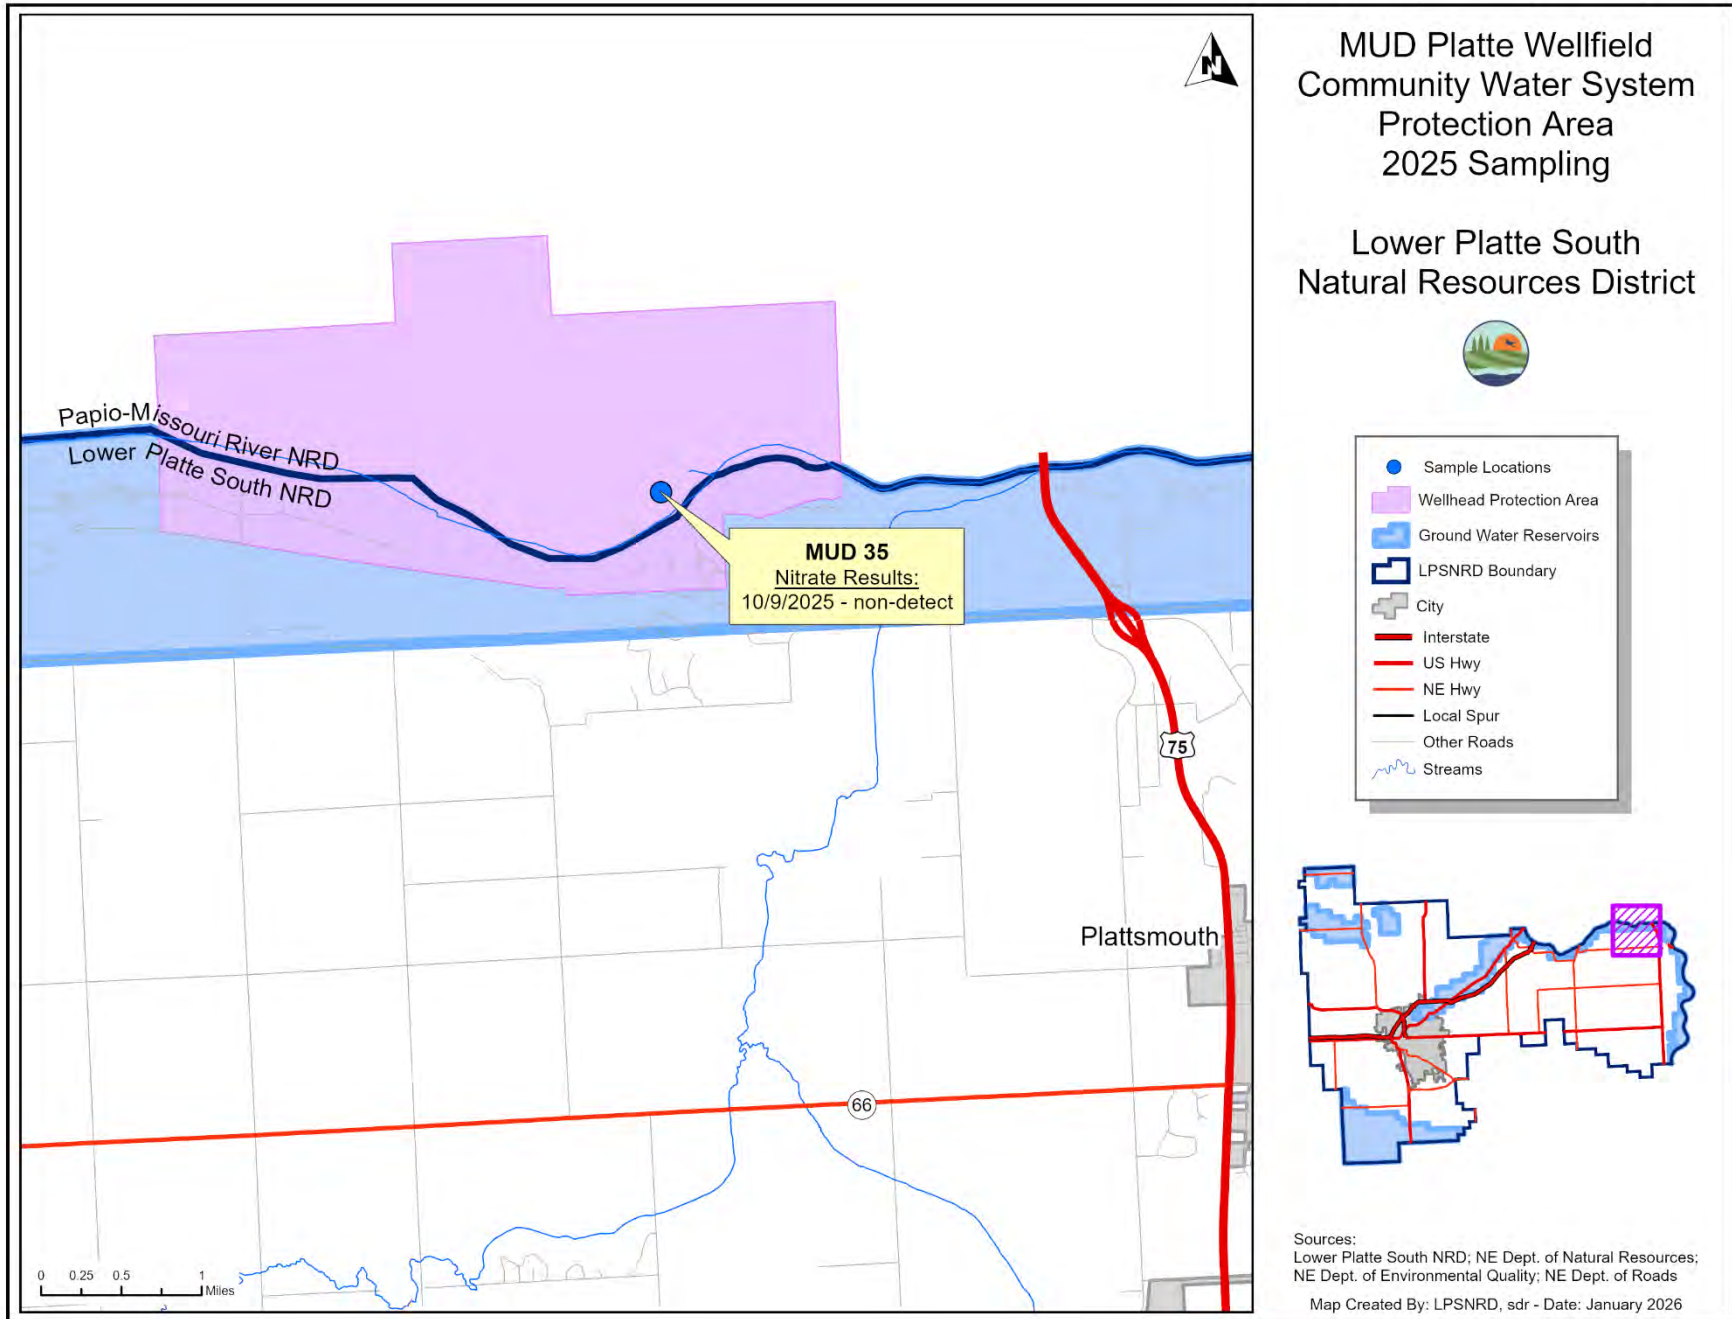 MUD Platte Wellfield
Community Water System
Protection Area
2025 Sampling
Lower Platte South
Natural Resources District
N
Papio-Missouri River NRD
Lower Platte South NRD
MUD 35
Nitrate Results:
10/9/2025 - non-detect
75
Plattsmouth
66
0 0.25 0.5 1
Miles
Sample Locations
Wellhead Protection Area
Ground Water Reservoirs
LPSNRD Boundary
City
Interstate
US Hwy
NE Hwy
Local Spur
Other Roads
Streams
Sources:
Lower Platte South NRD; NE Dept. of Natural Resources;
NE Dept. of Environmental Quality; NE Dept. of Roads
Map Created By: LPSNRD, sdr - Date: January 2026